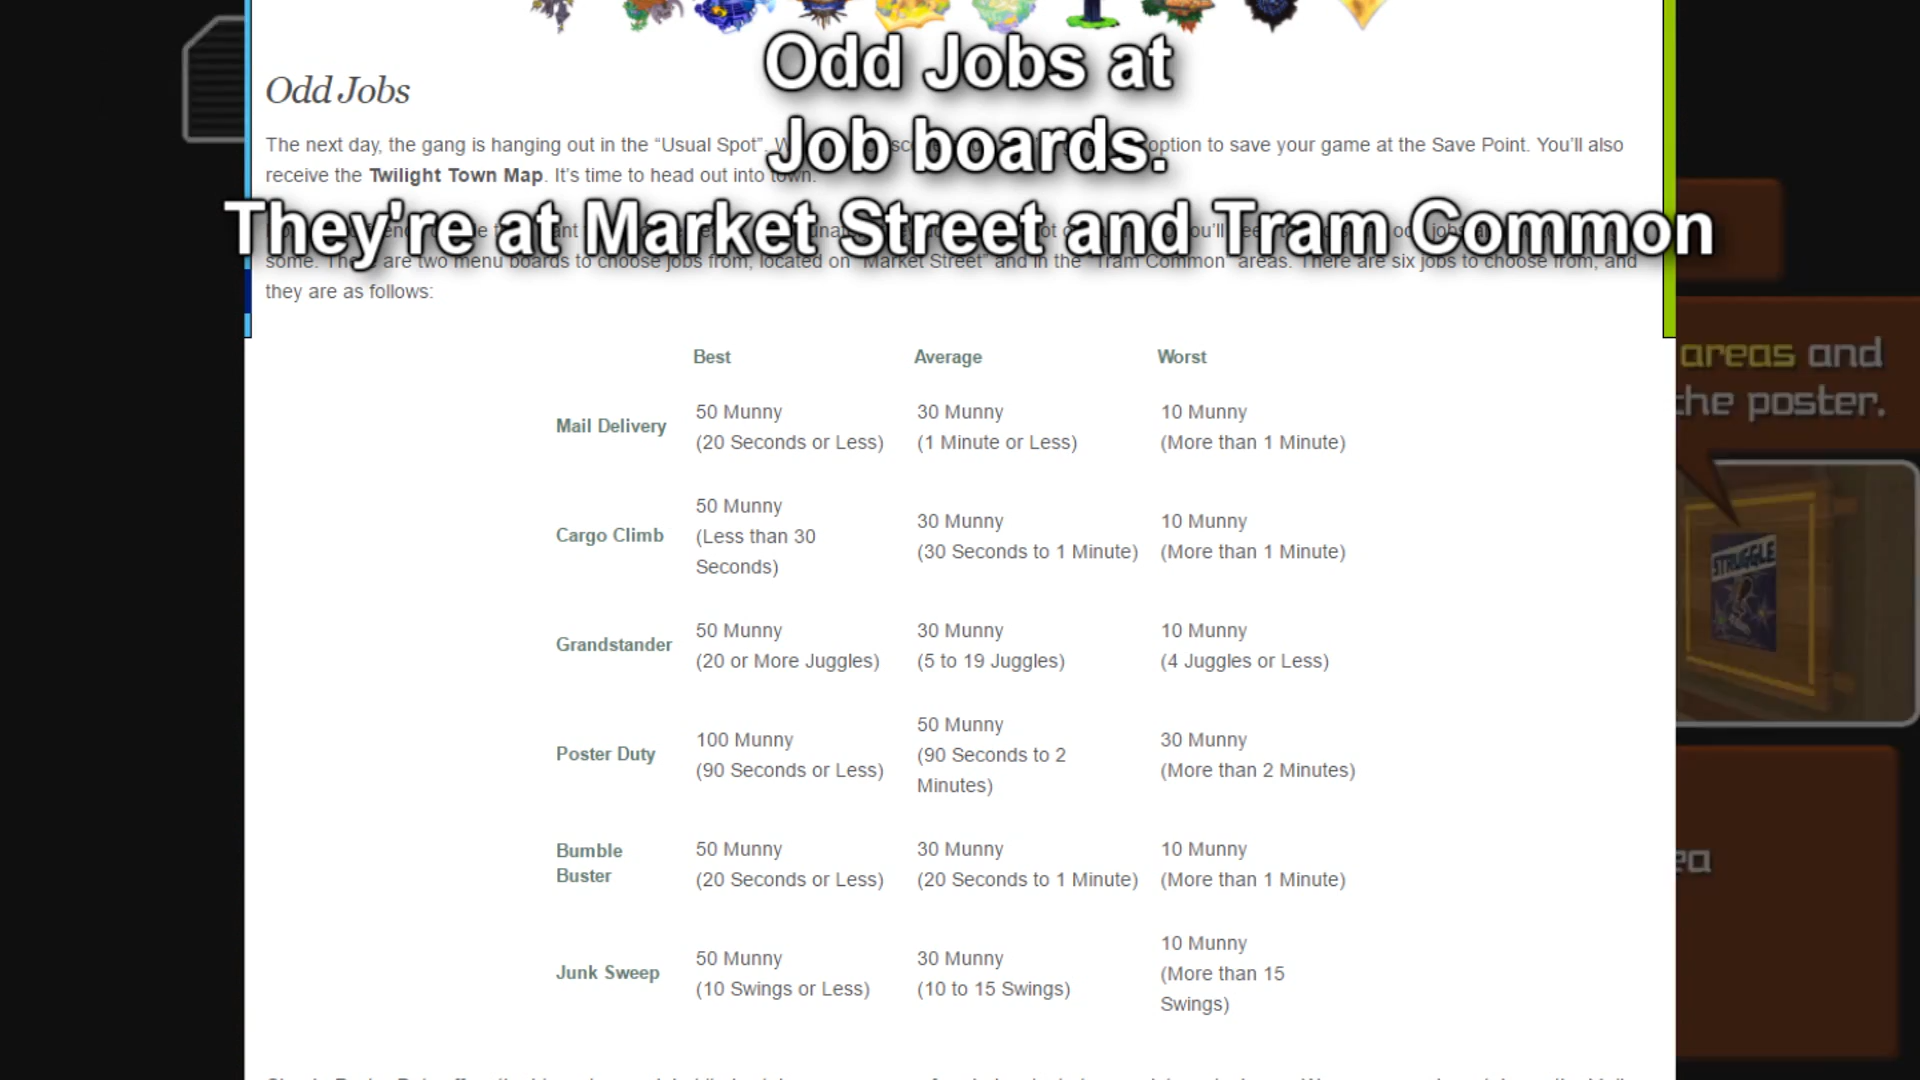 Odd Jobs at
Job boards.
They're at Market Street and Tram Common
Odd Jobs
The next day, the gang is hanging out in the “Usual Spot”. option to save your game at the Save Point. You’ll also
receive the Twilight Town Map. It’s time to head out into town.
some. There are two menu boards to choose jobs from, located on “Market Street” and in the “Tram Common” areas. There are six jobs to choose from, and
they are as follows:
Best Average Worst
Mail Delivery
50 Munny
(20 Seconds or Less)
30 Munny
(1 Minute or Less)
10 Munny
(More than 1 Minute)
Cargo Climb
50 Munny
(Less than 30
Seconds)
30 Munny
(30 Seconds to 1 Minute)
10 Munny
(More than 1 Minute)
Grandstander
50 Munny
(20 or More Juggles)
30 Munny
(5 to 19 Juggles)
10 Munny
(4 Juggles or Less)
Poster Duty
100 Munny
(90 Seconds or Less)
50 Munny
(90 Seconds to 2
Minutes)
30 Munny
(More than 2 Minutes)
Bumble
Buster
50 Munny
(20 Seconds or Less)
30 Munny
(20 Seconds to 1 Minute)
10 Munny
(More than 1 Minute)
Junk Sweep
50 Munny
(10 Swings or Less)
30 Munny
(10 to 15 Swings)
10 Munny
(More than 15
Swings)
areas and
the poster.
STRUGGLE